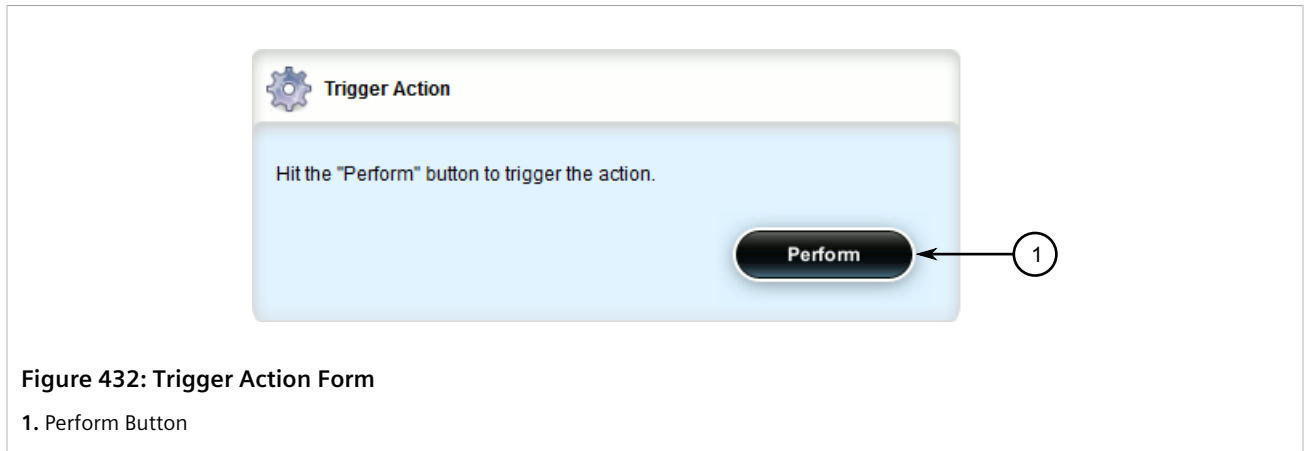 Trigger Action
Hit the "Perform" button to trigger the action.
Perform
1
Figure 432: Trigger Action Form
1. Perform Button